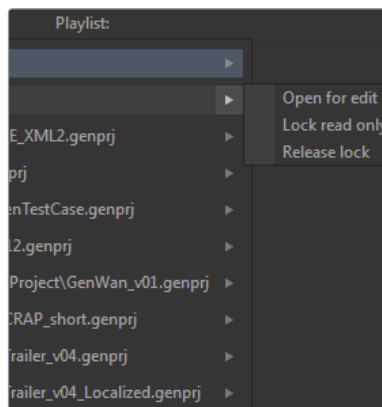 Playlist:
Open for edit
Lock read only
E_XML2.genprj
Release lock
prj
enTestCase.genprj
12.genprj
Project\GenWan_v01.genprj
CRAP_short.genprj
Trailer_v04.genprj
Trailer_v04_Localized.genprj